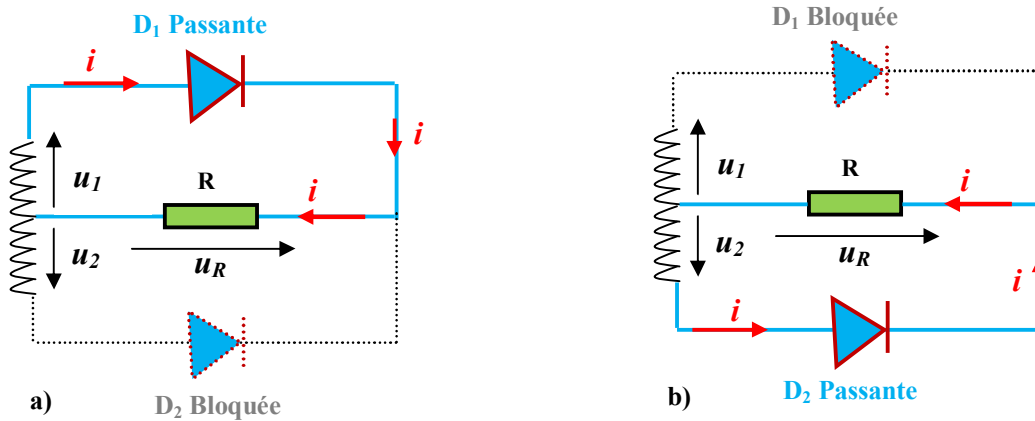 D₁ Passante
i
i
u₁
R
i
u₂
u_R
a)
D₂ Bloquée
D₁ Bloquée
u₁
R
i
u₂
u_R
i
i
b)
D₂ Passante